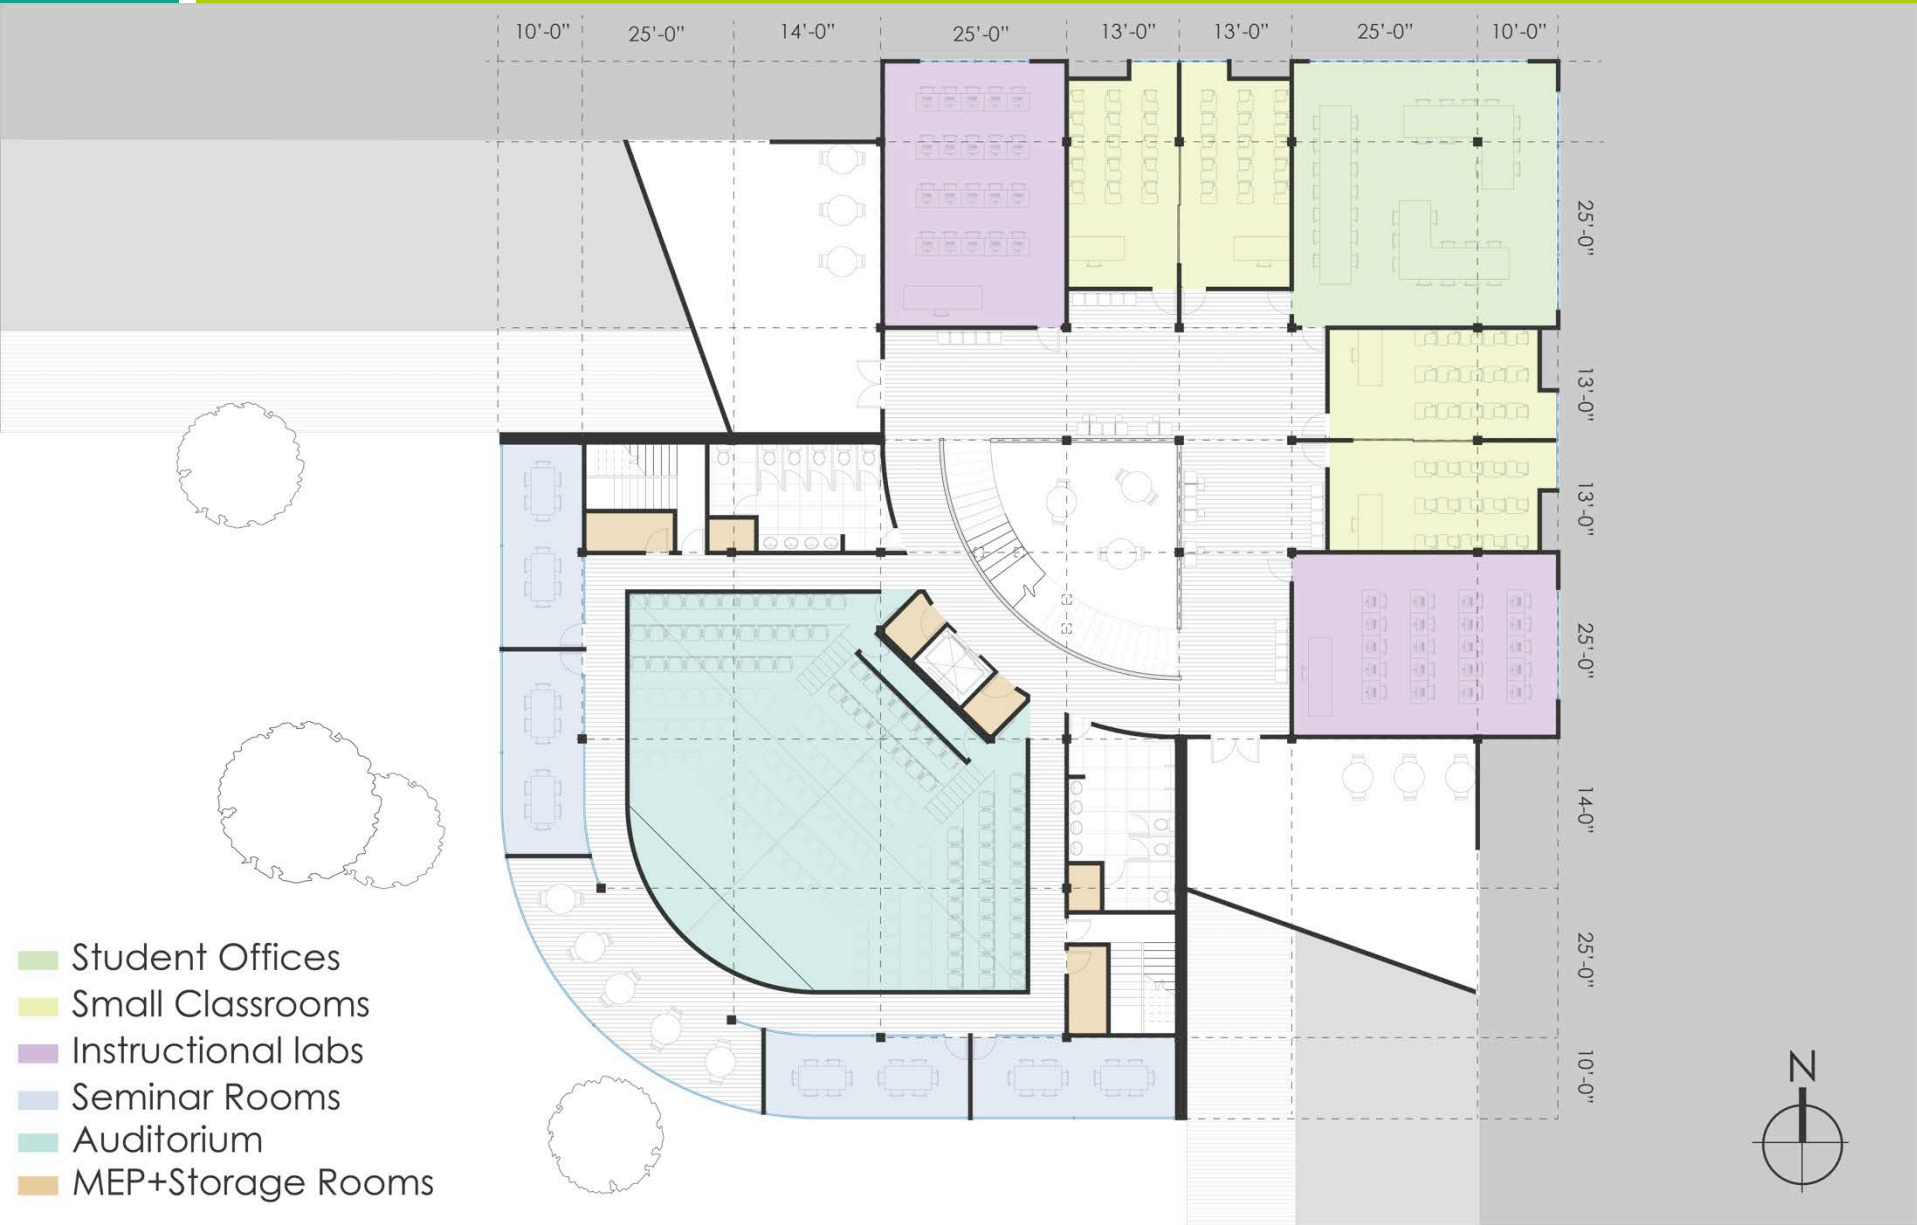 10'-0"
25'-0"
14'-0"
25'-0"
13'-0"
13'-0"
25'-0"
10'-0"
25'-0"
13'-0"
13'-0"
25'-0"
14-0"
25'-0"
10'-0"
Student Offices
Small Classrooms
Instructional labs
Seminar Rooms
Auditorium
MEP+Storage Rooms
N